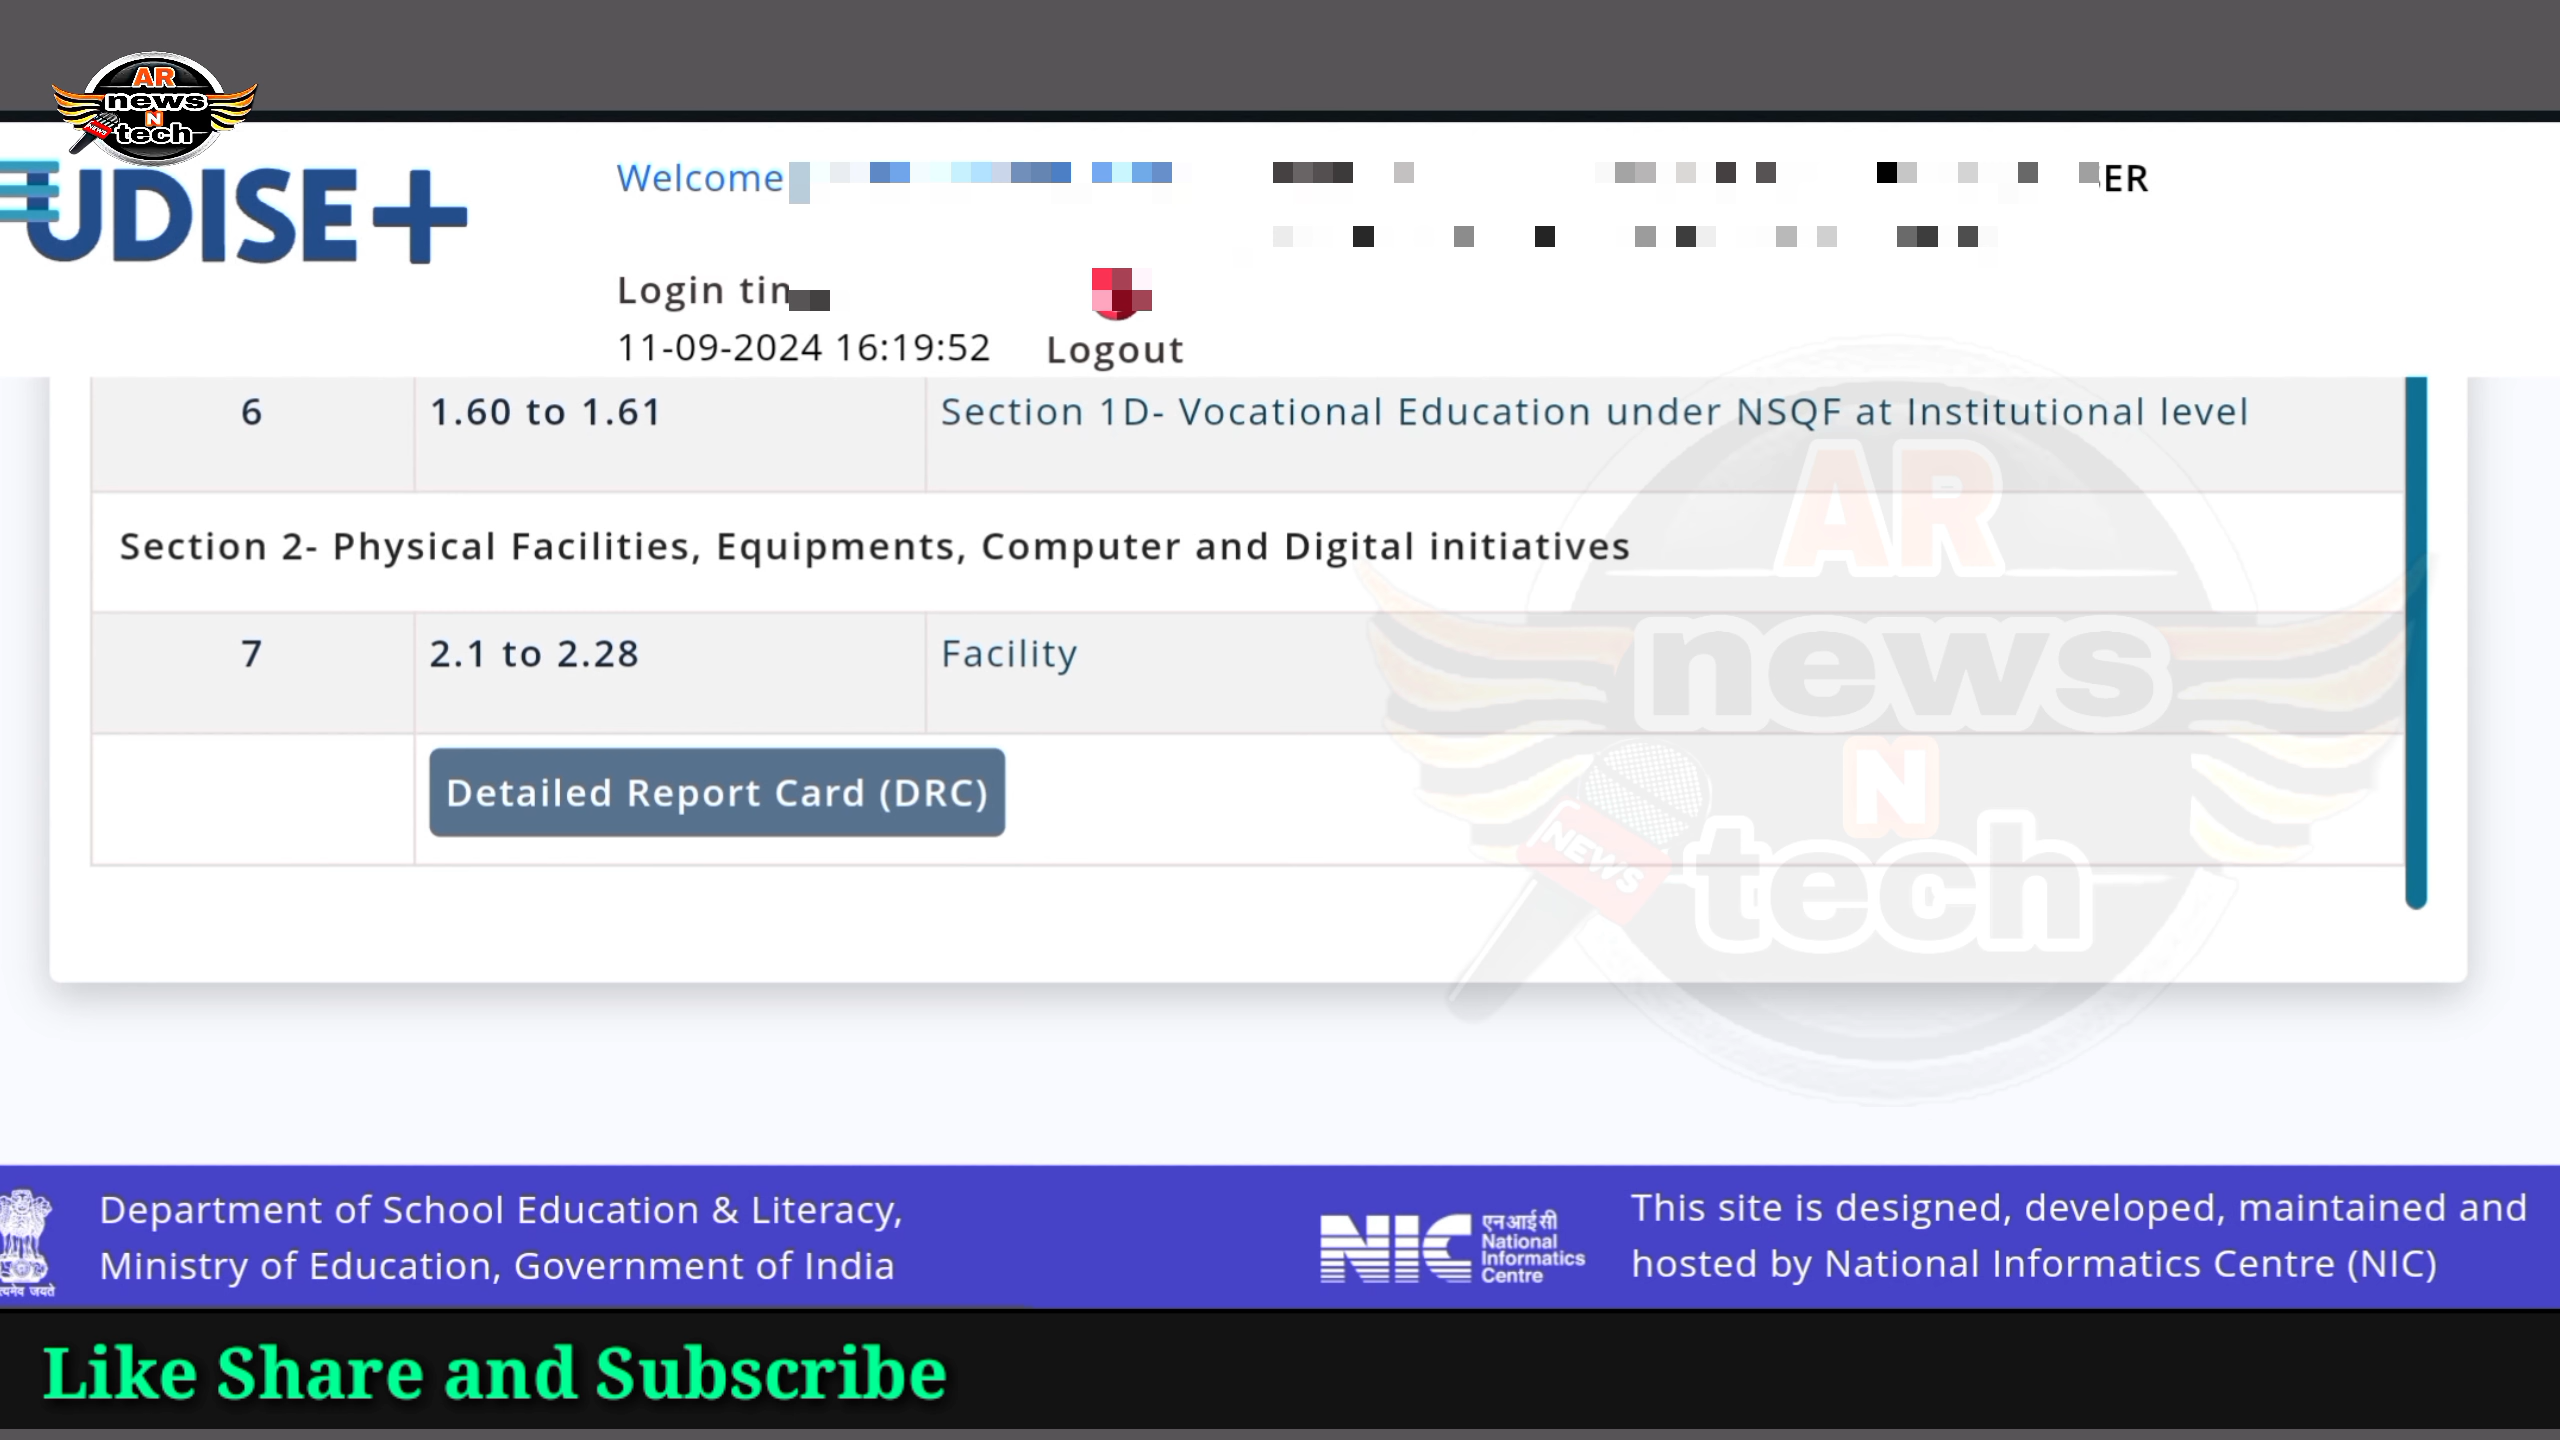 AR
news
N
tech
UDISE+
Welcome
ER
Login
11-09-2024 16:19:52
Logout
6 1.60 to 1.61 Section 1D- Vocational Education under NSQF at Institutional level
Section 2- Physical Facilities, Equipments, Computer and Digital initiatives
7 2.1 to 2.28 Facility
Detailed Report Card (DRC)
AR
news
N
NEWS
tech
Department of School Education & Literacy,
Ministry of Education, Government of India
एन आई सी
NIC National
Informatics
Centre
This site is designed, developed, maintained and
hosted by National Informatics Centre (NIC)
जयते
Like Share and Subscribe